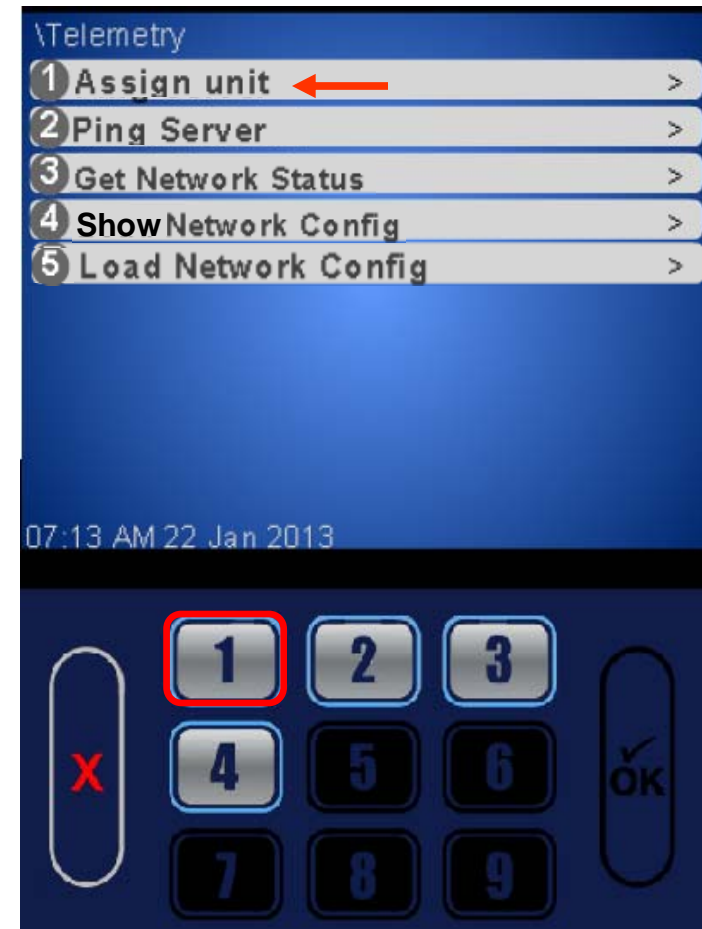 \Telemetry
1 Assign unit >
2 Ping Server >
3 Get Network Status >
4 Show Network Config >
5 Load Network Config >
07:13 AM 22 Jan 2013
1 2 3
X 4 5 6 OK
7 8 9